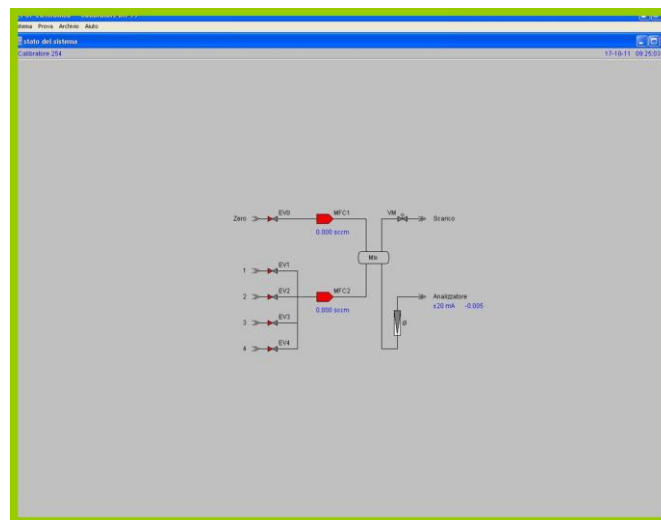 Prova Archivio Aiuto
stato del sistema
Calibratore 254 17-10-11 09:25:03
Zero EV0 MFC1 VM Scarico
0.000 sccm
Mix
EV1
1
2 EV2 MFC2 Analizzatore
0.000 sccm ±20 mA -0.005
3 EV3
4 EV4